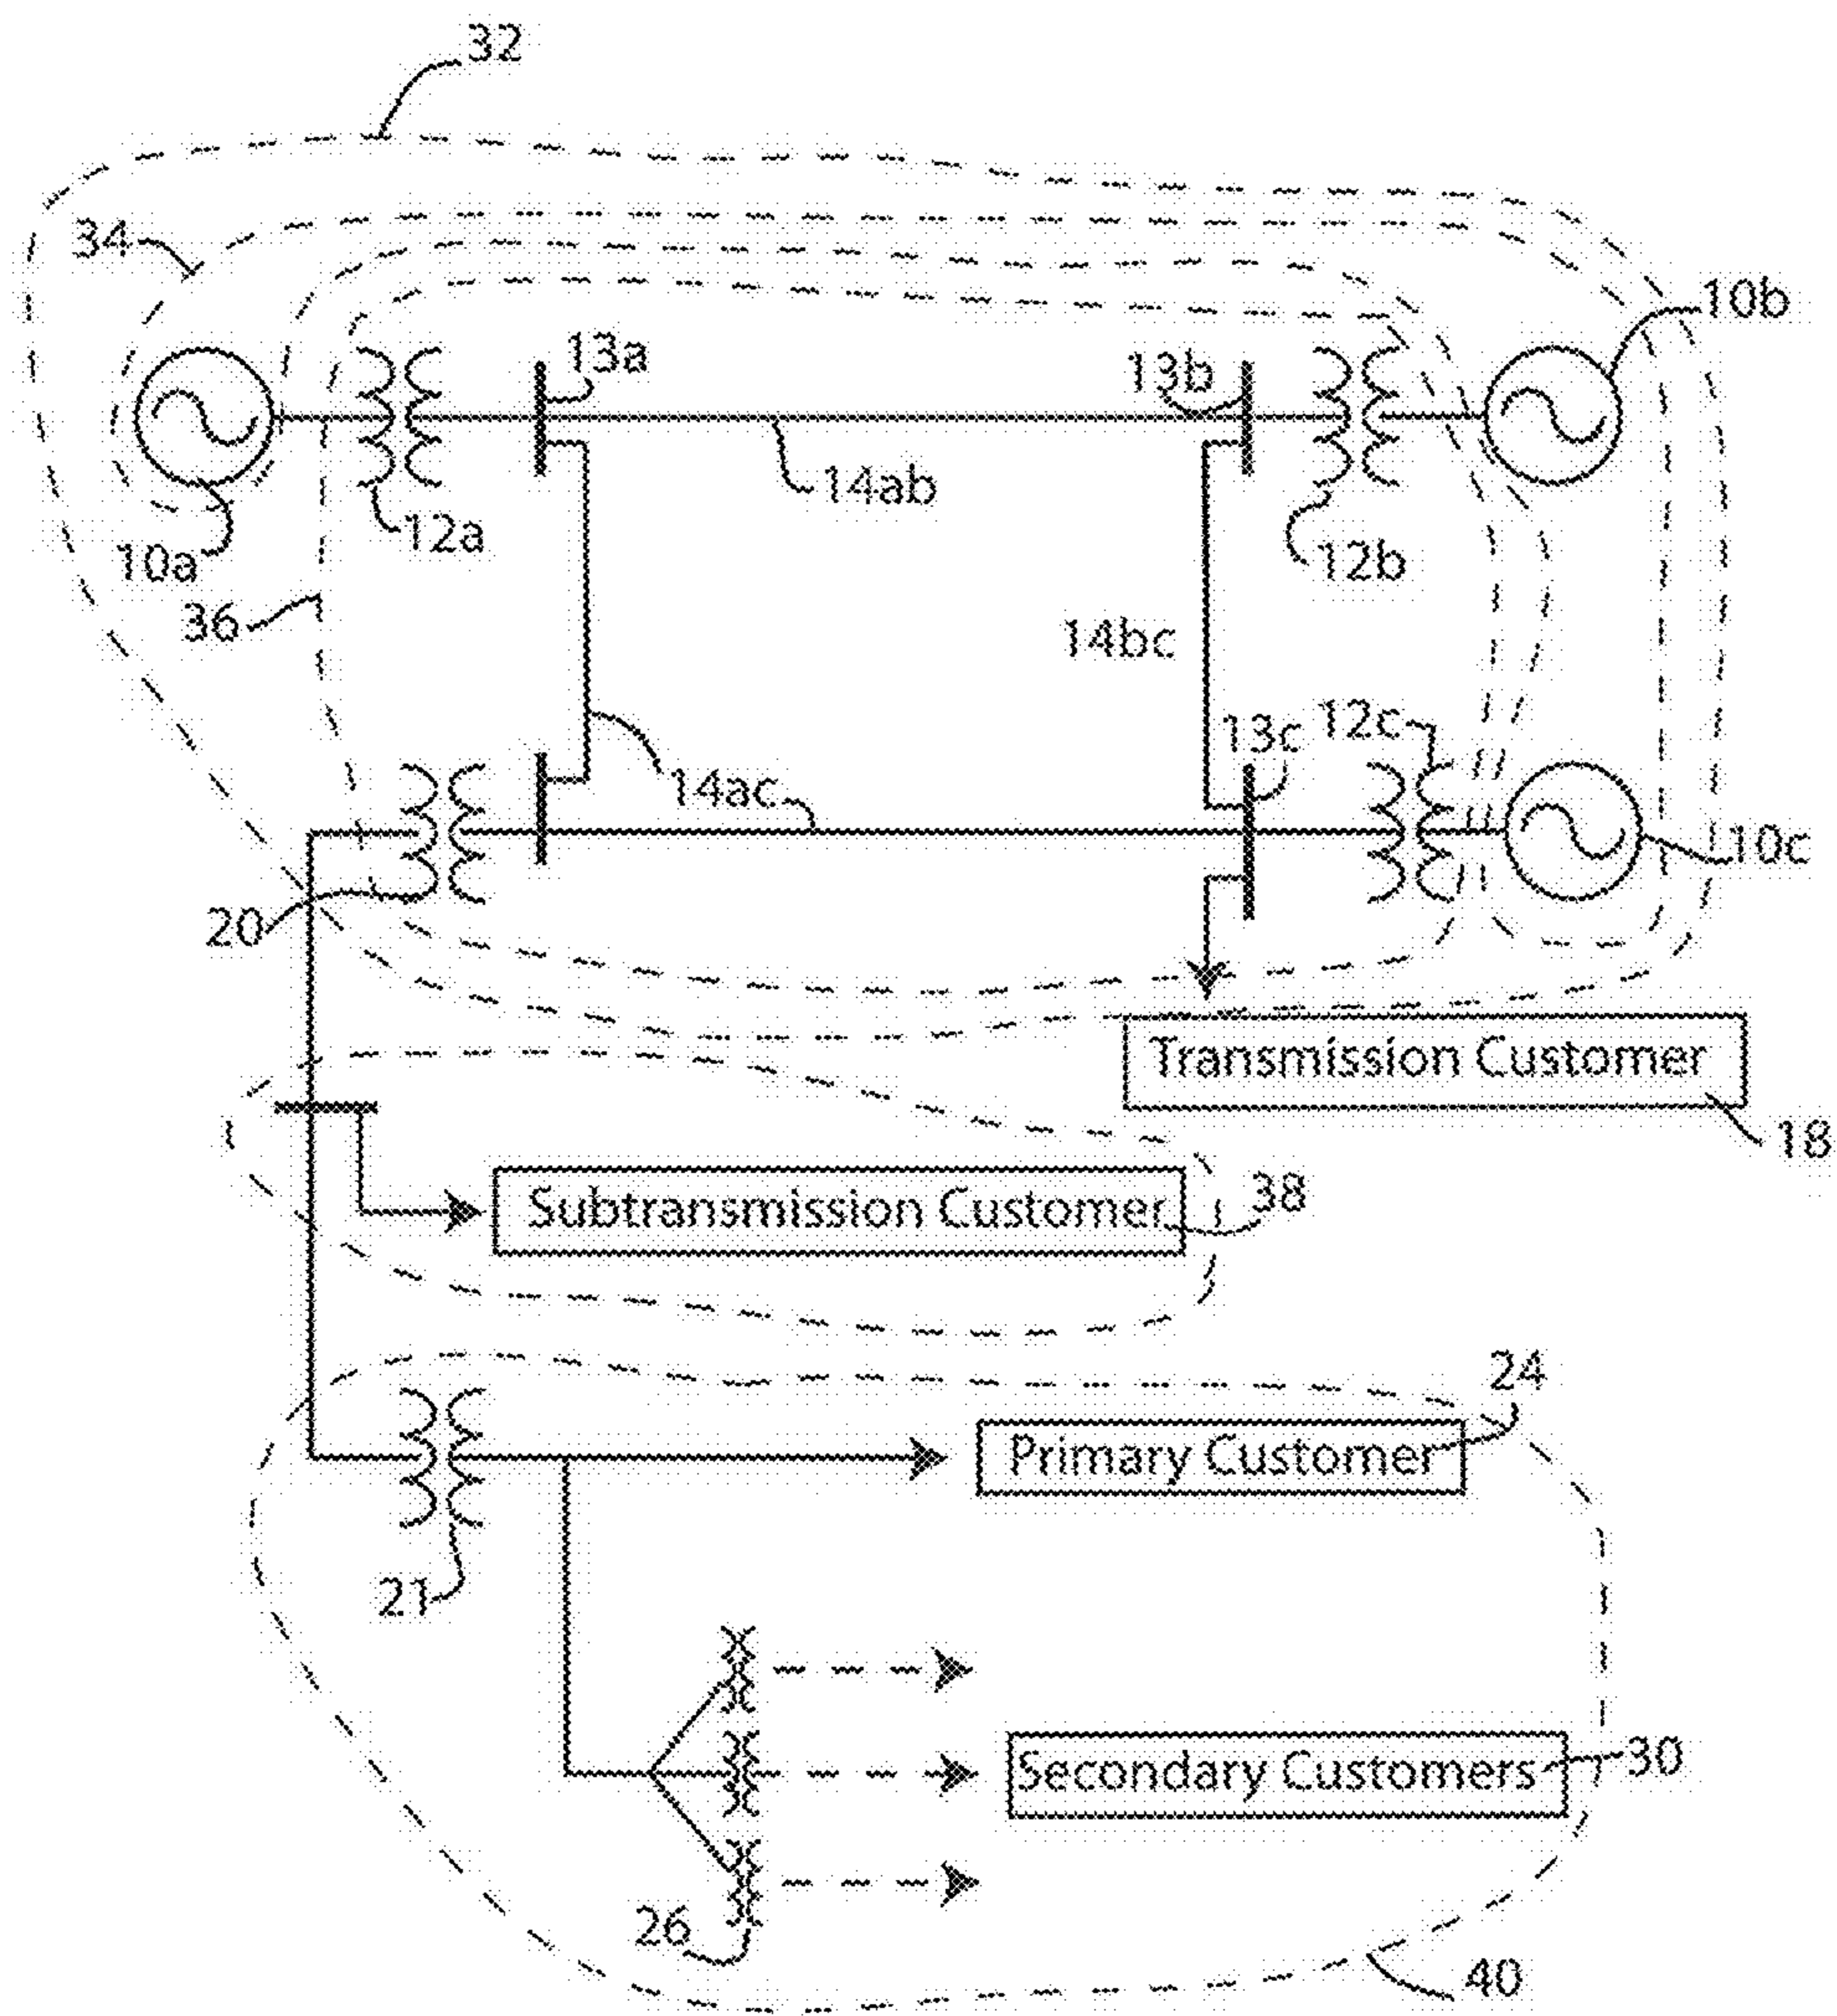 32
34
10b
13a
13b
14ab
12a
10a
12b
36
14bc
13c
12c
14ac
10c
20
Transmission Customer
18
Subtransmission Customer
38
24
Primary Customer
21
Secondary Customers
30
26
40